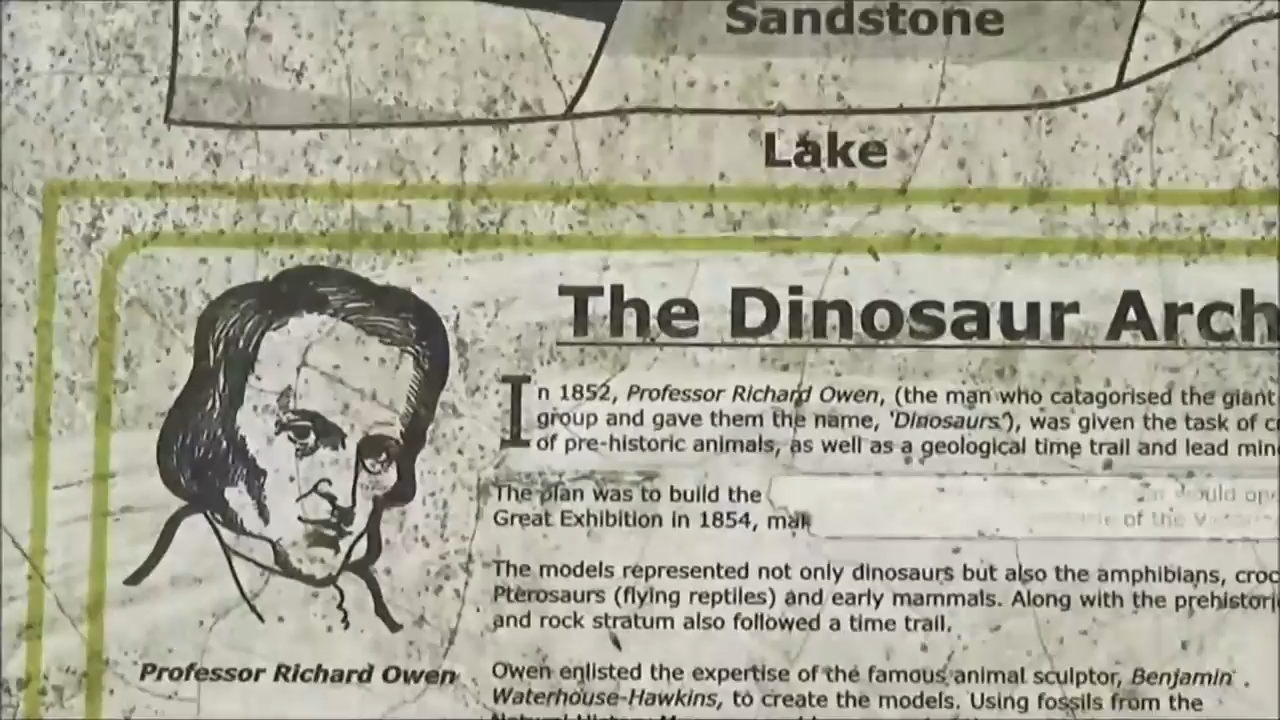 Sandstone
Lake
The Dinosaur Arch
In 1852, Professor Richard Owen, (the man who catagorised the giant
group and gave them the name, 'Dinosaurs'), was given the task of c
of pre-historic animals, as well as a geological time trail and lead min
The plan was to build the
Great Exhibition in 1854, mak of the
The models represented not only dinosaurs but also the amphibians, croc
Pterosaurs (flying reptiles) and early mammals. Along with the prehistori
and rock stratum also followed a time trail.
Professor Richard Owen
Owen enlisted the expertise of the famous animal sculptor, Benjamin
Waterhouse-Hawkins, to create the models. Using fossils from the